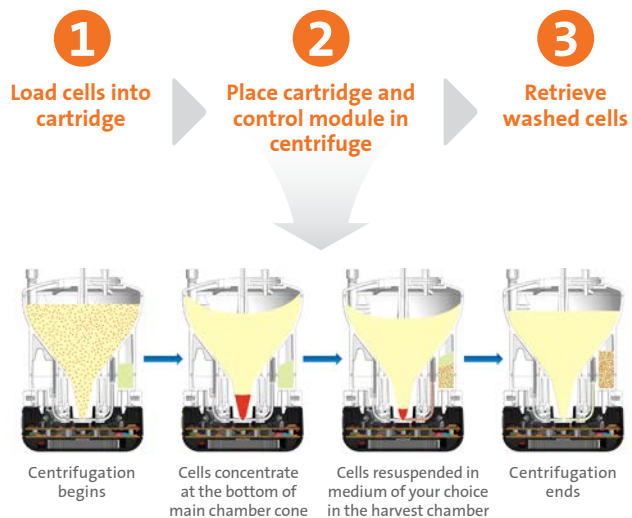 1
Load cells into
cartridge
2
Place cartridge and
control module in
centrifuge
3
Retrieve
washed cells
Centrifugation
begins
Cells concentrate
at the bottom of
main chamber cone
Cells resuspended in
medium of your choice
in the harvest chamber
Centrifugation
ends